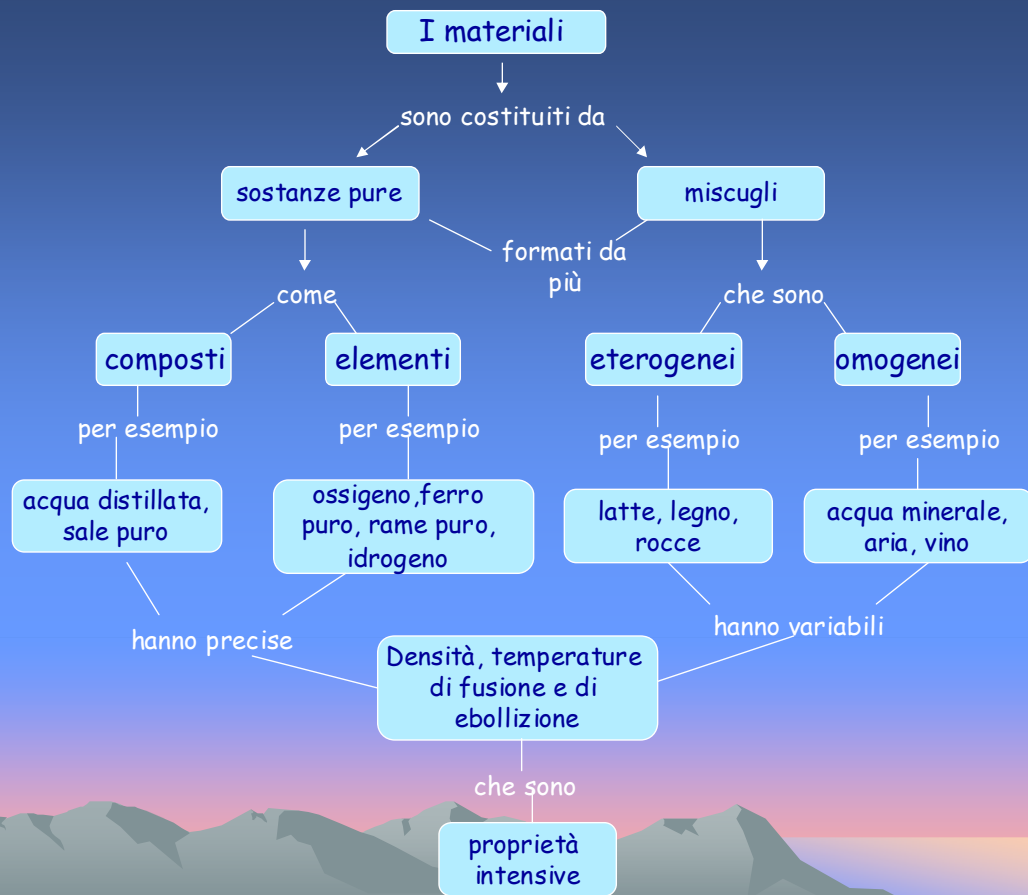 I materiali
sono costituiti da
sostanze pure
miscugli
formati da
più
come
che sono
composti
elementi
eterogenei
omogenei
per esempio
per esempio
per esempio
per esempio
acqua distillata,
sale puro
ossigeno,ferro
puro, rame puro,
idrogeno
latte, legno,
rocce
acqua minerale,
aria, vino
hanno precise
hanno variabili
Densità, temperature
di fusione e di
ebollizione
che sono
proprietà
intensive